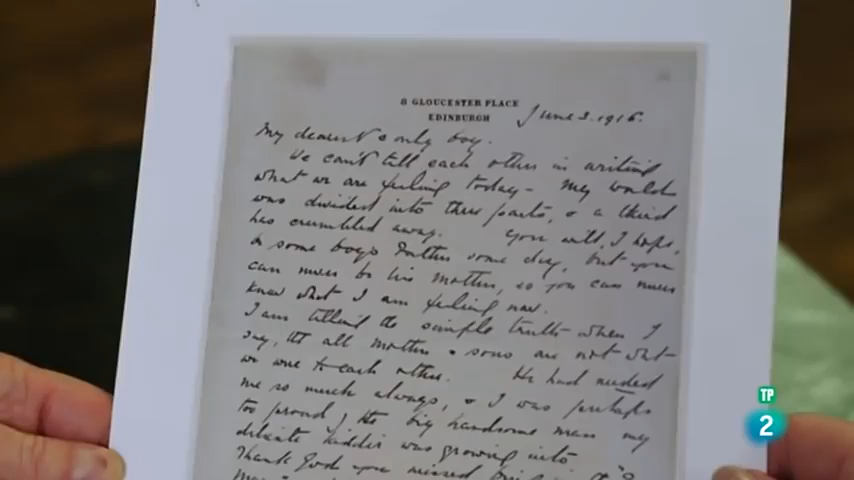 8 GLOUCESTER PLACE
EDINBURGH
June 3. 1916.
My dearest & only boy.
We can't tell each other in writing
what we are feeling today - My world
was divided into three parts, & a third
has crumbled away. You will, I hope,
be some boys Father some day, but you
can never be his mother, so you can never
know what I am feeling now.
I am telling the simple truth when I
say, tht all mothers & sons are not what
we were to each other. He had needed
me so much always, & I was perhaps
too proud, the big handsome man my
delicate kiddie was growing into.
Thank God you missed being
TP
2